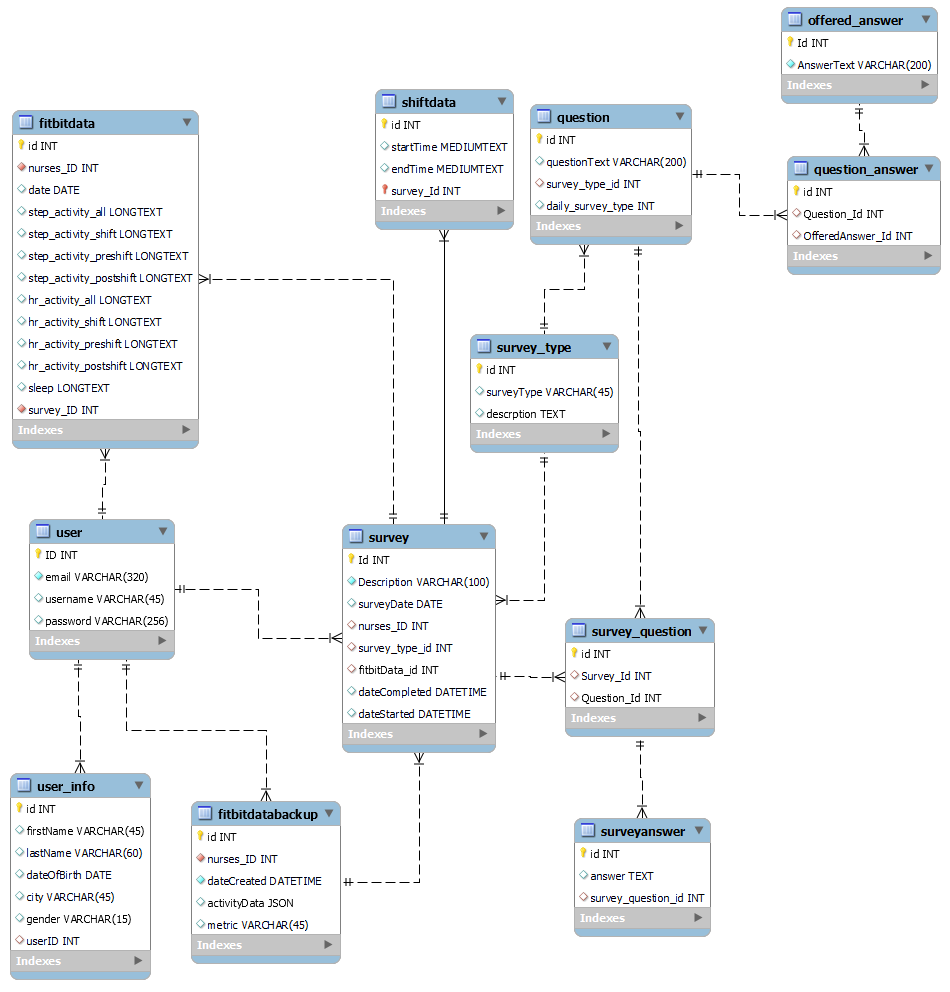 offered_answer
Id INT
AnswerText VARCHAR(200)
Indexes
shiftdata
id INT
startTime MEDIUMTEXT
endTime MEDIUMTEXT
survey_Id INT
Indexes
question
id INT
questionText VARCHAR(200)
survey_type_id INT
daily_survey_type INT
Indexes
fitbitdata
id INT
nurses_ID INT
date DATE
step_activity_all LONGTEXT
step_activity_shift LONGTEXT
step_activity_preshift LONGTEXT
step_activity_postshift LONGTEXT
hr_activity_all LONGTEXT
hr_activity_shift LONGTEXT
hr_activity_preshift LONGTEXT
hr_activity_postshift LONGTEXT
sleep LONGTEXT
survey_ID INT
Indexes
question_answer
id INT
Question_Id INT
OfferedAnswer_Id INT
Indexes
survey_type
id INT
surveyType VARCHAR(45)
descrption TEXT
Indexes
user
ID INT
email VARCHAR(320)
username VARCHAR(45)
password VARCHAR(256)
Indexes
survey
Id INT
Description VARCHAR(100)
surveyDate DATE
nurses_ID INT
survey_type_id INT
fitbitData_id INT
dateCompleted DATETIME
dateStarted DATETIME
Indexes
survey_question
id INT
Survey_Id INT
Question_Id INT
Indexes
user_info
id INT
firstName VARCHAR(45)
lastName VARCHAR(60)
dateOfBirth DATE
city VARCHAR(45)
gender VARCHAR(15)
userID INT
Indexes
fitbitdatabackup
id INT
nurses_ID INT
dateCreated DATETIME
activityData JSON
metric VARCHAR(45)
Indexes
surveyanswer
id INT
answer TEXT
survey_question_id INT
Indexes